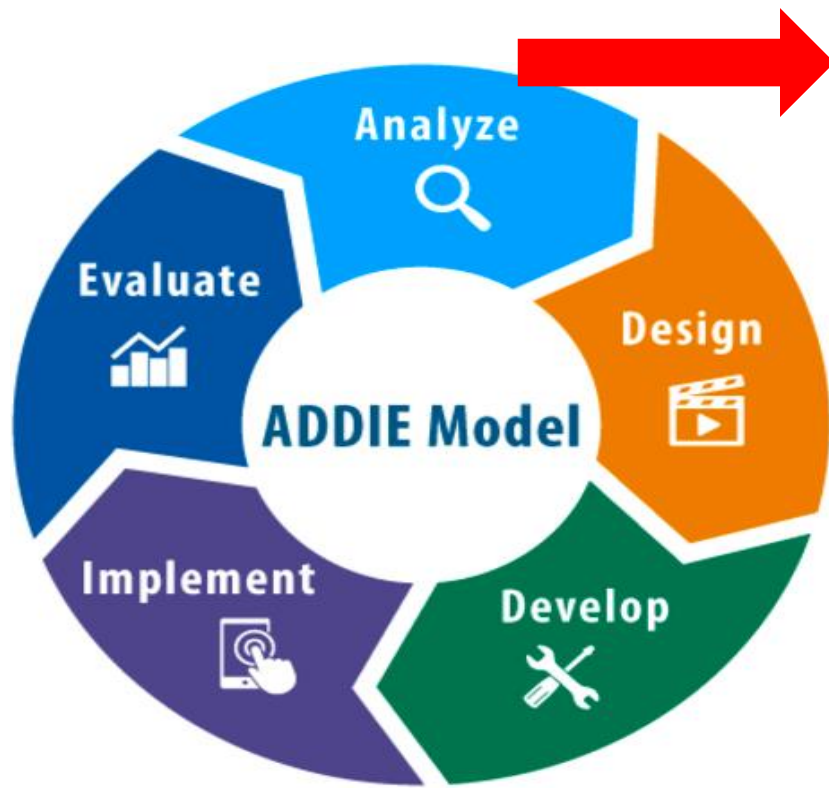 Analyze
Design
Develop
Implement
Evaluate
ADDIE Model